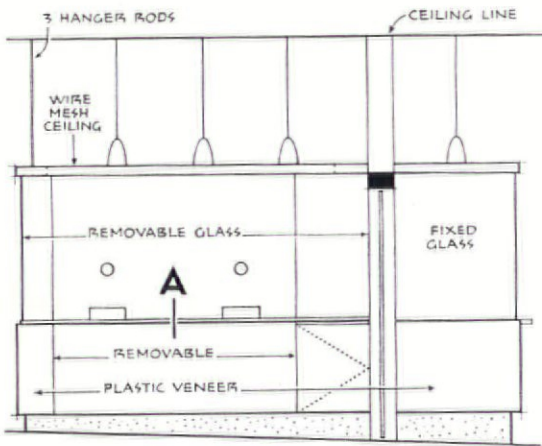 3 HANGER RODS
CEILING LINE
WIRE
MESH
CEILING
REMOVABLE GLASS
FIXED
GLASS
A
REMOVABLE
PLASTIC VENEER